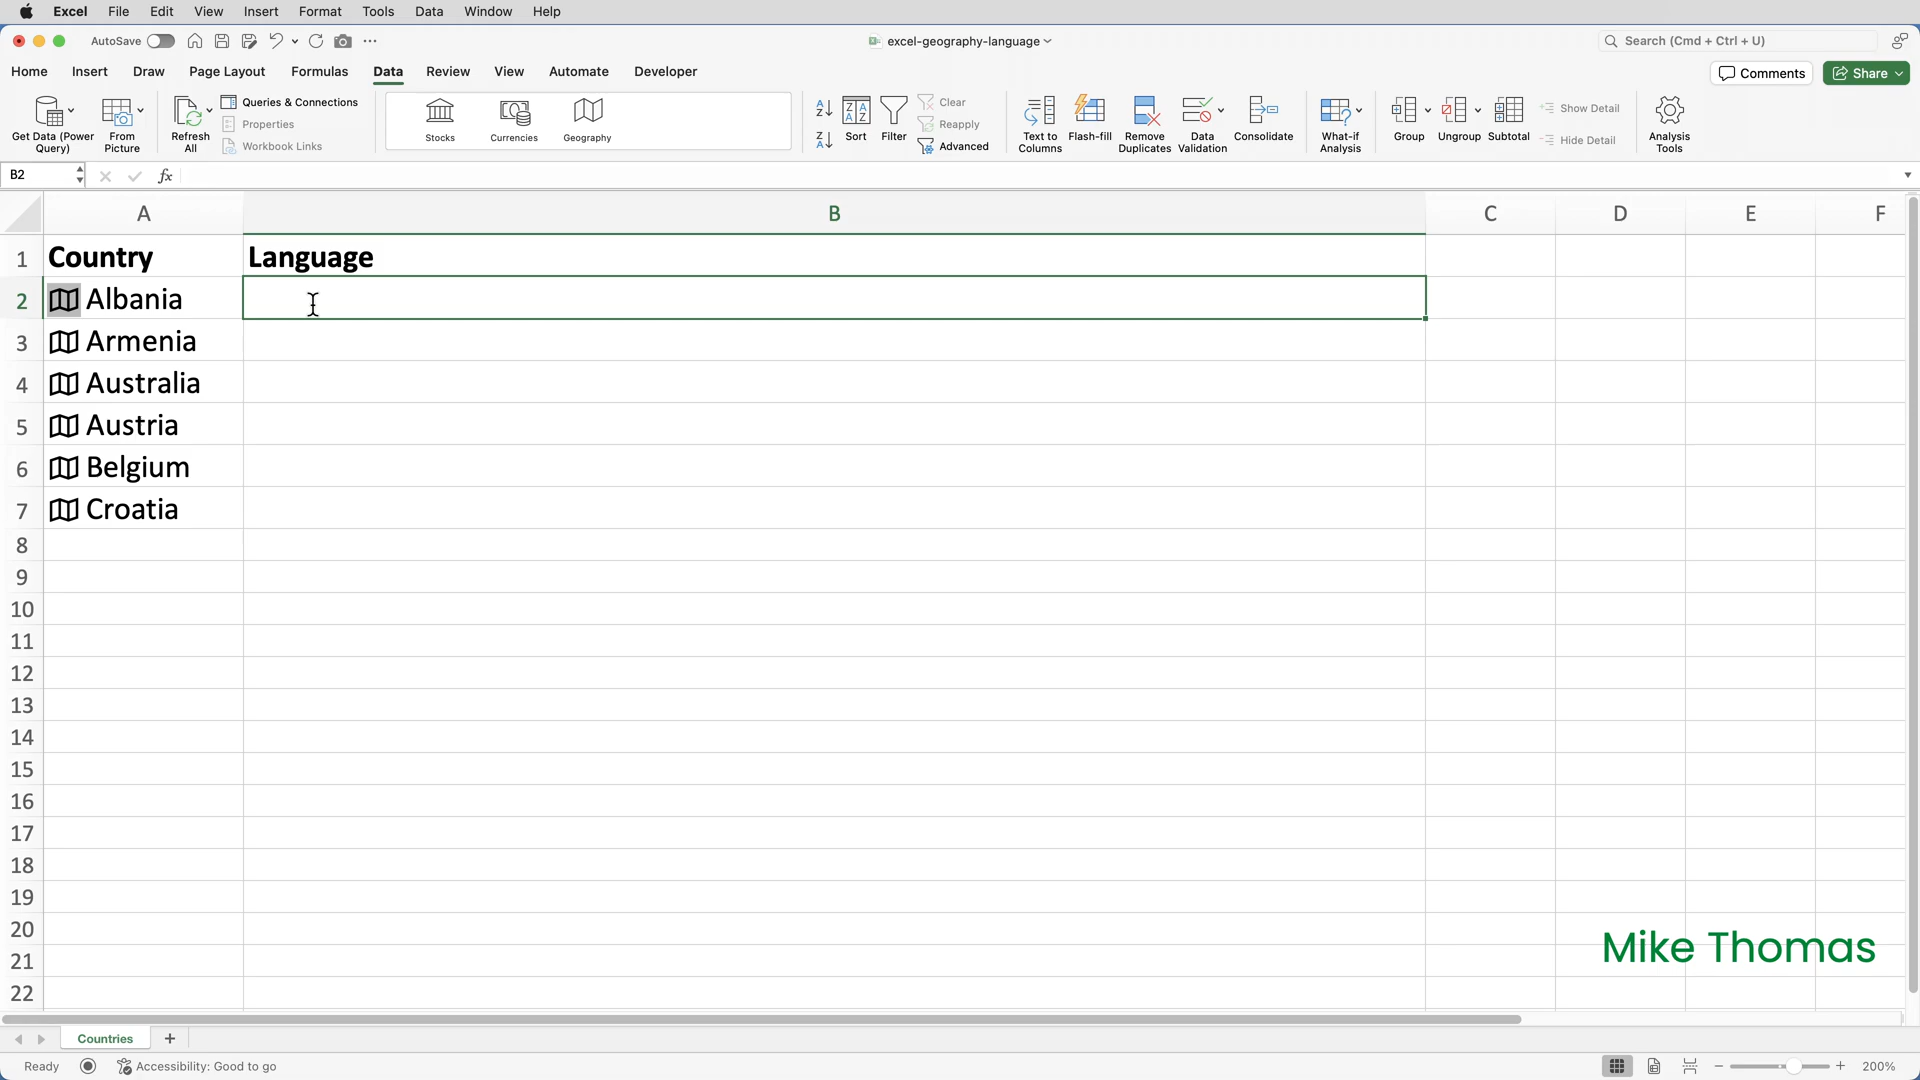 Excel File Edit View Insert Format Tools Data Window Help
AutoSave excel-geography-language Search (Cmd + Ctrl + U)
Home Insert Draw Page Layout Formulas Data Review View Automate Developer Comments Share
Get Data (Power Query) From Picture Refresh All Queries & Connections Properties Workbook Links Stocks Currencies Geography Sort Filter Clear Reapply Advanced Text to Columns Flash-fill Remove Duplicates Data Validation Consolidate What-if Analysis Group Ungroup Subtotal Show Detail Hide Detail Analysis Tools
B2 fx
A B C D E F
1 Country Language
2 Albania
3 Armenia
4 Australia
5 Austria
6 Belgium
7 Croatia
8
9
10
11
12
13
14
15
16
17
18
19
20
Mike Thomas
21
22
Countries +
Ready Accessibility: Good to go 200%